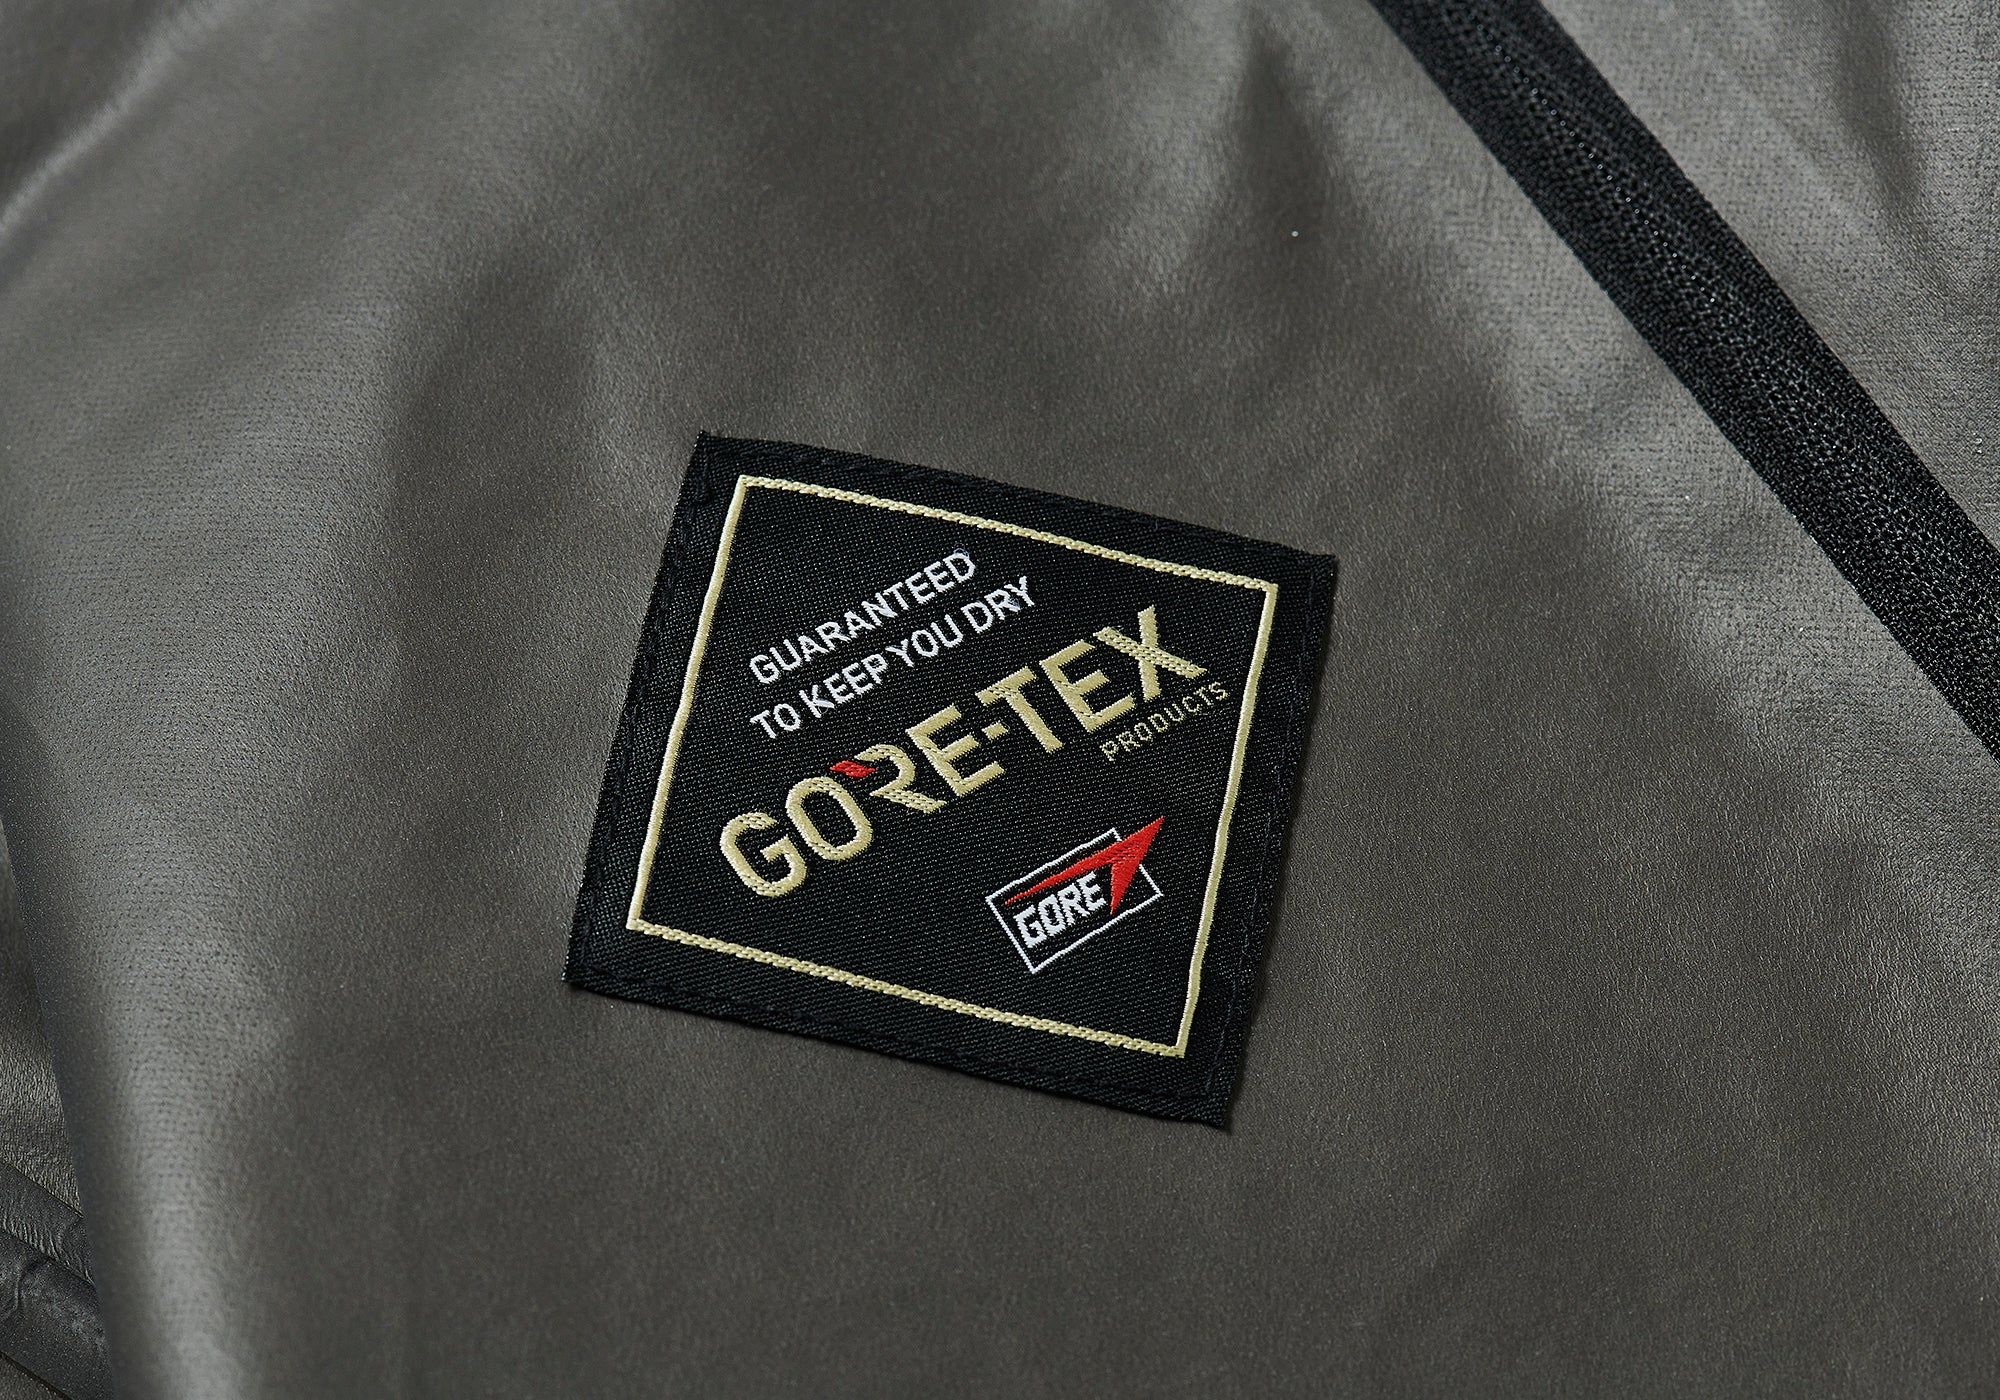 GUARANTEED
TO KEEP YOU DRY
GORE-TEX
PRODUCTS
GORE